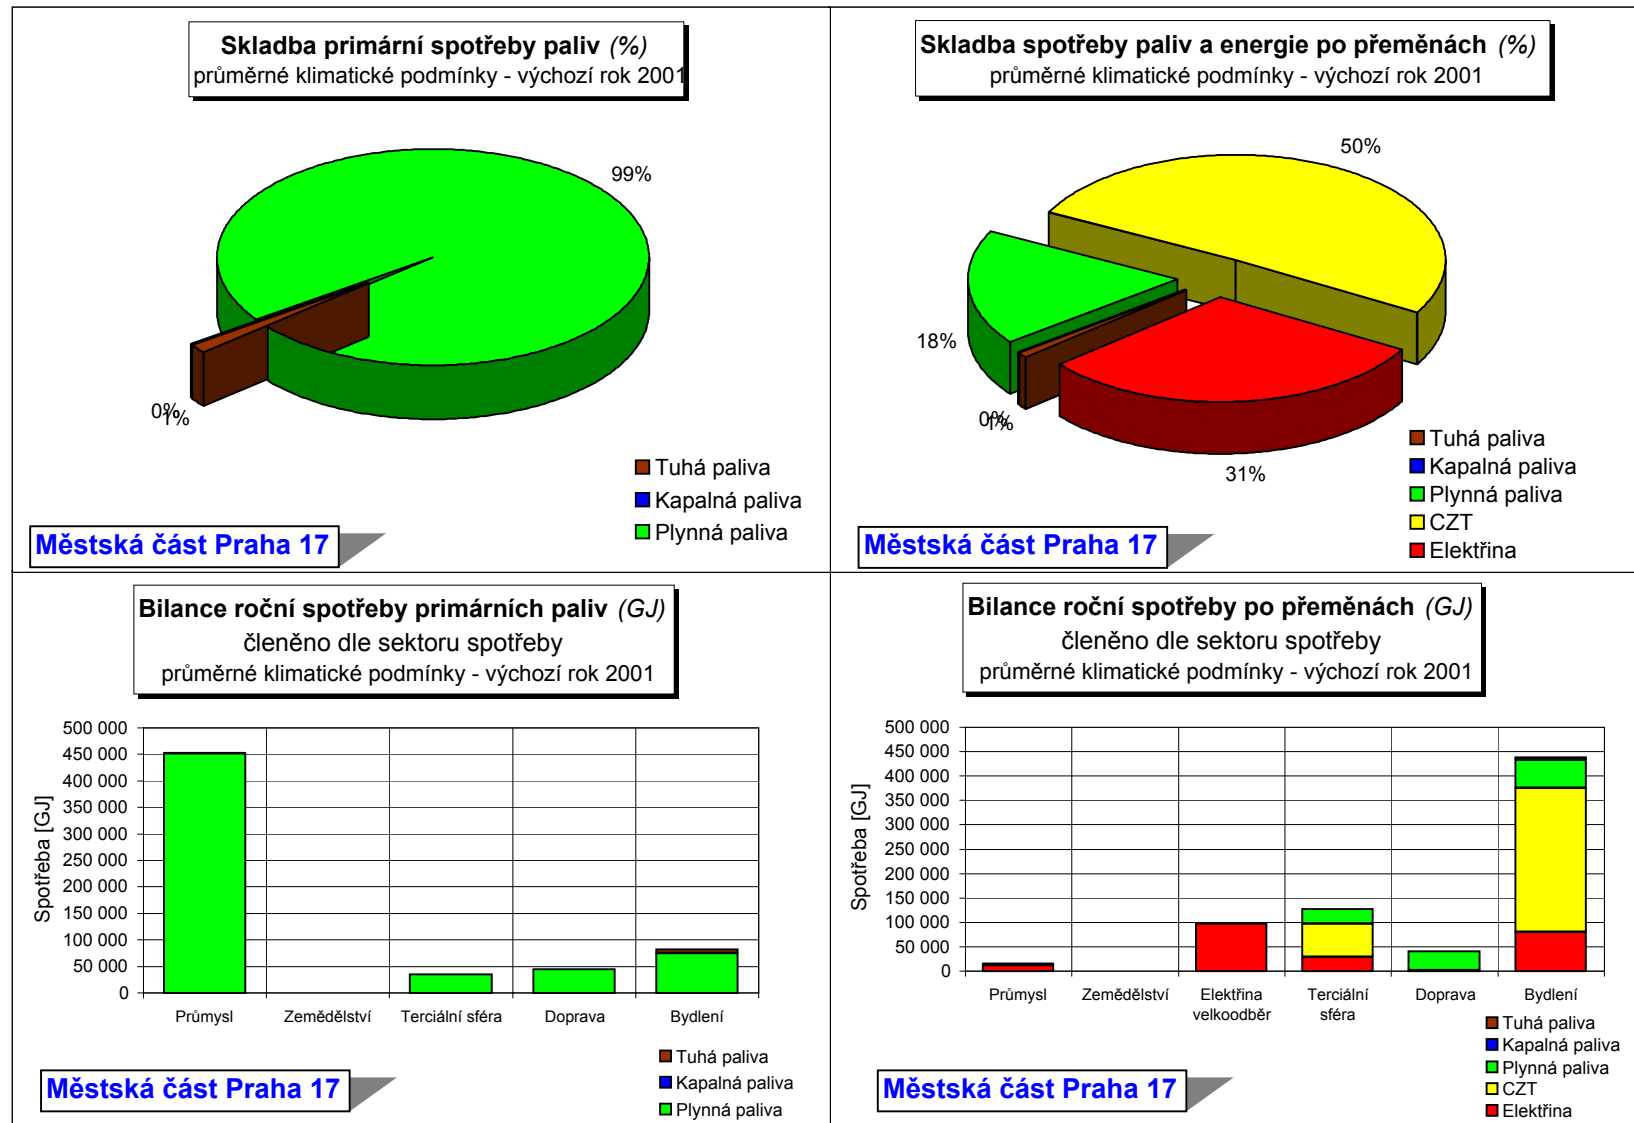 Skladba primární spotřeby paliv (%)
průměrné klimatické podmínky - výchozí rok 2001
99%
0%
1%
Tuhá paliva
Kapalná paliva
Plynná paliva
Městská část Praha 17
Skladba spotřeby paliv a energie po přeměnách (%)
průměrné klimatické podmínky - výchozí rok 2001
50%
18%
0%
1%
31%
Tuhá paliva
Kapalná paliva
Plynná paliva
CZT
Elektřina
Městská část Praha 17
Bilance roční spotřeby primárních paliv (GJ)
členěno dle sektoru spotřeby
průměrné klimatické podmínky - výchozí rok 2001
Spotřeba [GJ]
500 000
450 000
400 000
350 000
300 000
250 000
200 000
150 000
100 000
50 000
0
Průmysl Zemědělství Terciální sféra Doprava Bydlení
Tuhá paliva
Kapalná paliva
Plynná paliva
Městská část Praha 17
Bilance roční spotřeby po přeměnách (GJ)
členěno dle sektoru spotřeby
průměrné klimatické podmínky - výchozí rok 2001
Spotřeba [GJ]
500 000
450 000
400 000
350 000
300 000
250 000
200 000
150 000
100 000
50 000
0
Průmysl Zemědělství Elektřina Terciální Doprava Bydlení
velkoodběr sféra
Tuhá paliva
Kapalná paliva
Plynná paliva
CZT
Elektřina
Městská část Praha 17